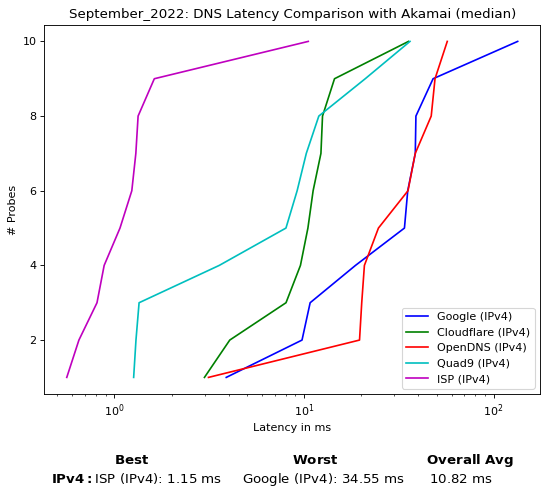 September_2022: DNS Latency Comparison with Akamai (median)
10
8
6
4
2
# Probes
Google (IPv4)
Cloudflare (IPv4)
OpenDNS (IPv4)
Quad9 (IPv4)
ISP (IPv4)
10⁰ 10¹ 10²
Latency in ms
Best Worst Overall Avg
IPv4: ISP (IPv4): 1.15 ms Google (IPv4): 34.55 ms 10.82 ms